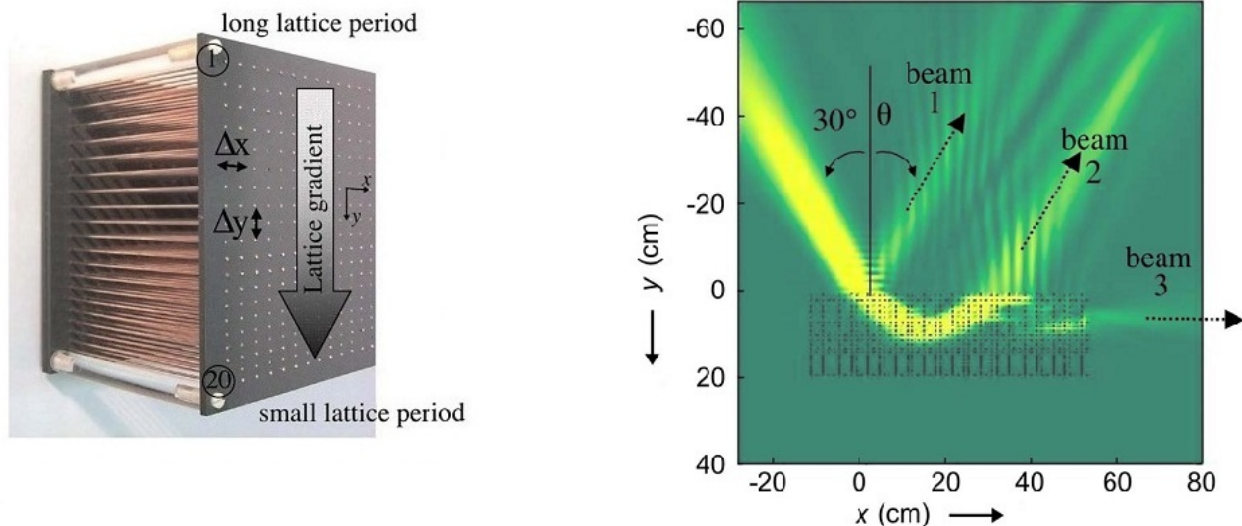 long lattice period
1
Δx
Δy
x
y
Lattice gradient
20
small lattice period
-60
-40
-20
0
20
40
y (cm)
30°
θ
beam
1
beam
2
beam
3
-20
0
20
40
60
80
x (cm)